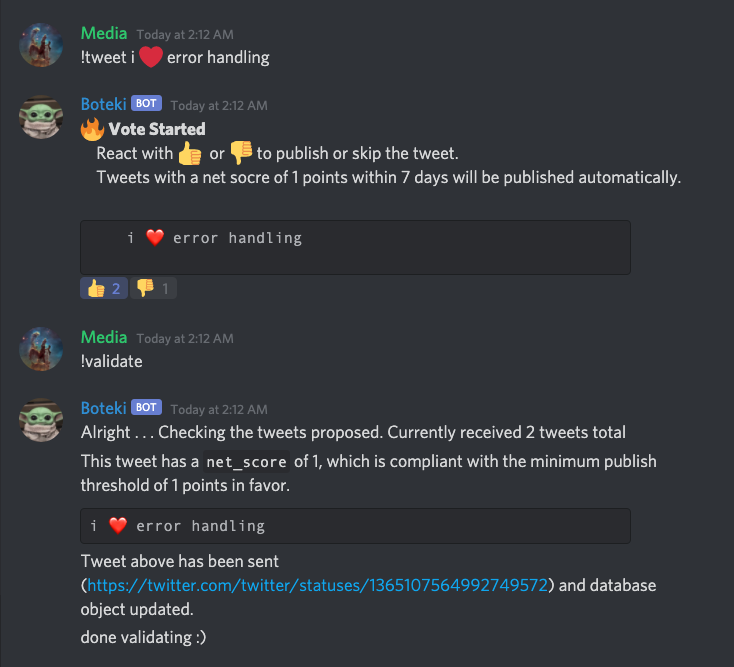 Media Today at 2:12 AM
!tweet i ❤️ error handling
Boteki BOT Today at 2:12 AM
🔥 Vote Started
React with 👍 or 👎 to publish or skip the tweet.
Tweets with a net socre of 1 points within 7 days will be published automatically.
i ❤️ error handling
👍 2 👎 1
Media Today at 2:12 AM
!validate
Boteki BOT Today at 2:12 AM
Alright . . . Checking the tweets proposed. Currently received 2 tweets total
This tweet has a net_score of 1, which is compliant with the minimum publish
threshold of 1 points in favor.
i ❤️ error handling
Tweet above has been sent
(https://twitter.com/twitter/statuses/1365107564992749572) and database
object updated.
done validating :)